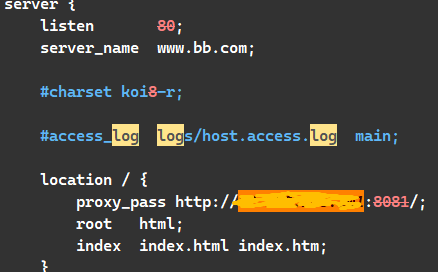 server {
listen 80;
server_name www.bb.com;
#charset koi8-r;
#access_log logs/host.access.log main;
location / {
proxy_pass http://:8081/;
root html;
index index.html index.htm;
}